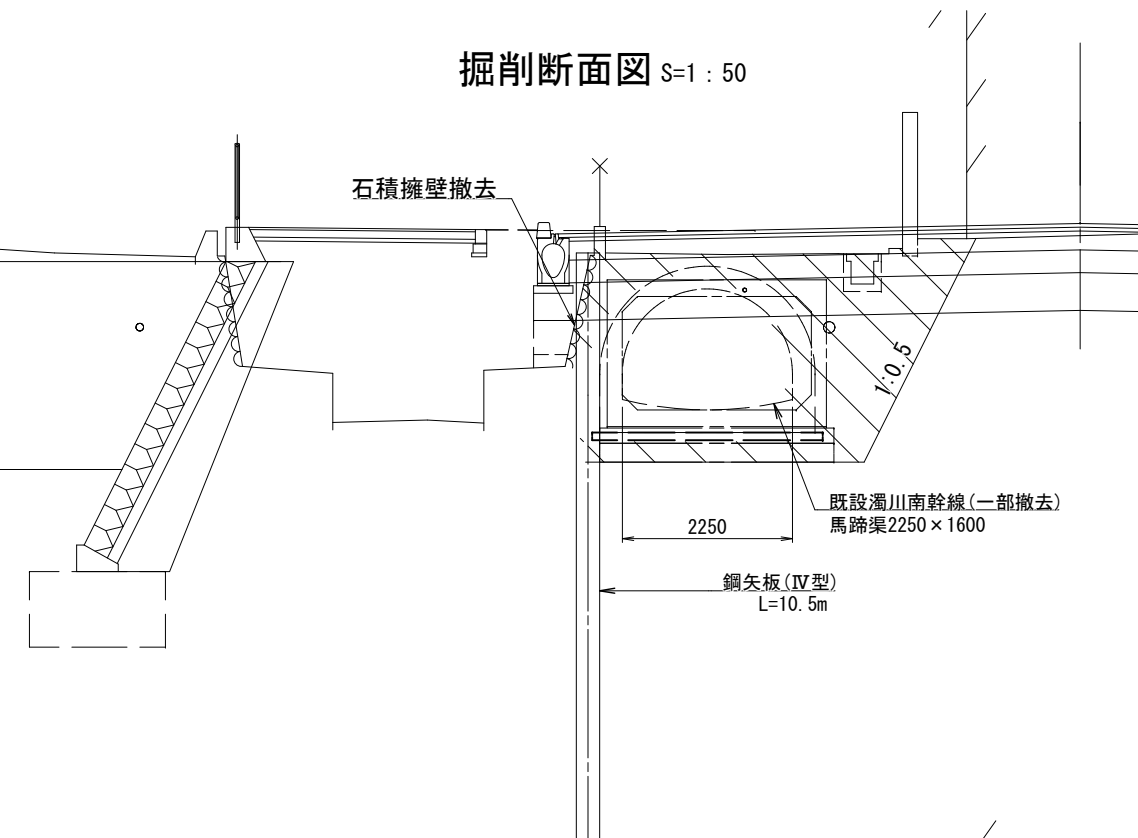 掘削断面図 S=1：50
石積擁壁撤去
1:0.5
既設濁川南幹線(一部撤去)
馬蹄渠2250×1600
2250
鋼矢板(Ⅳ型)
L=10.5m